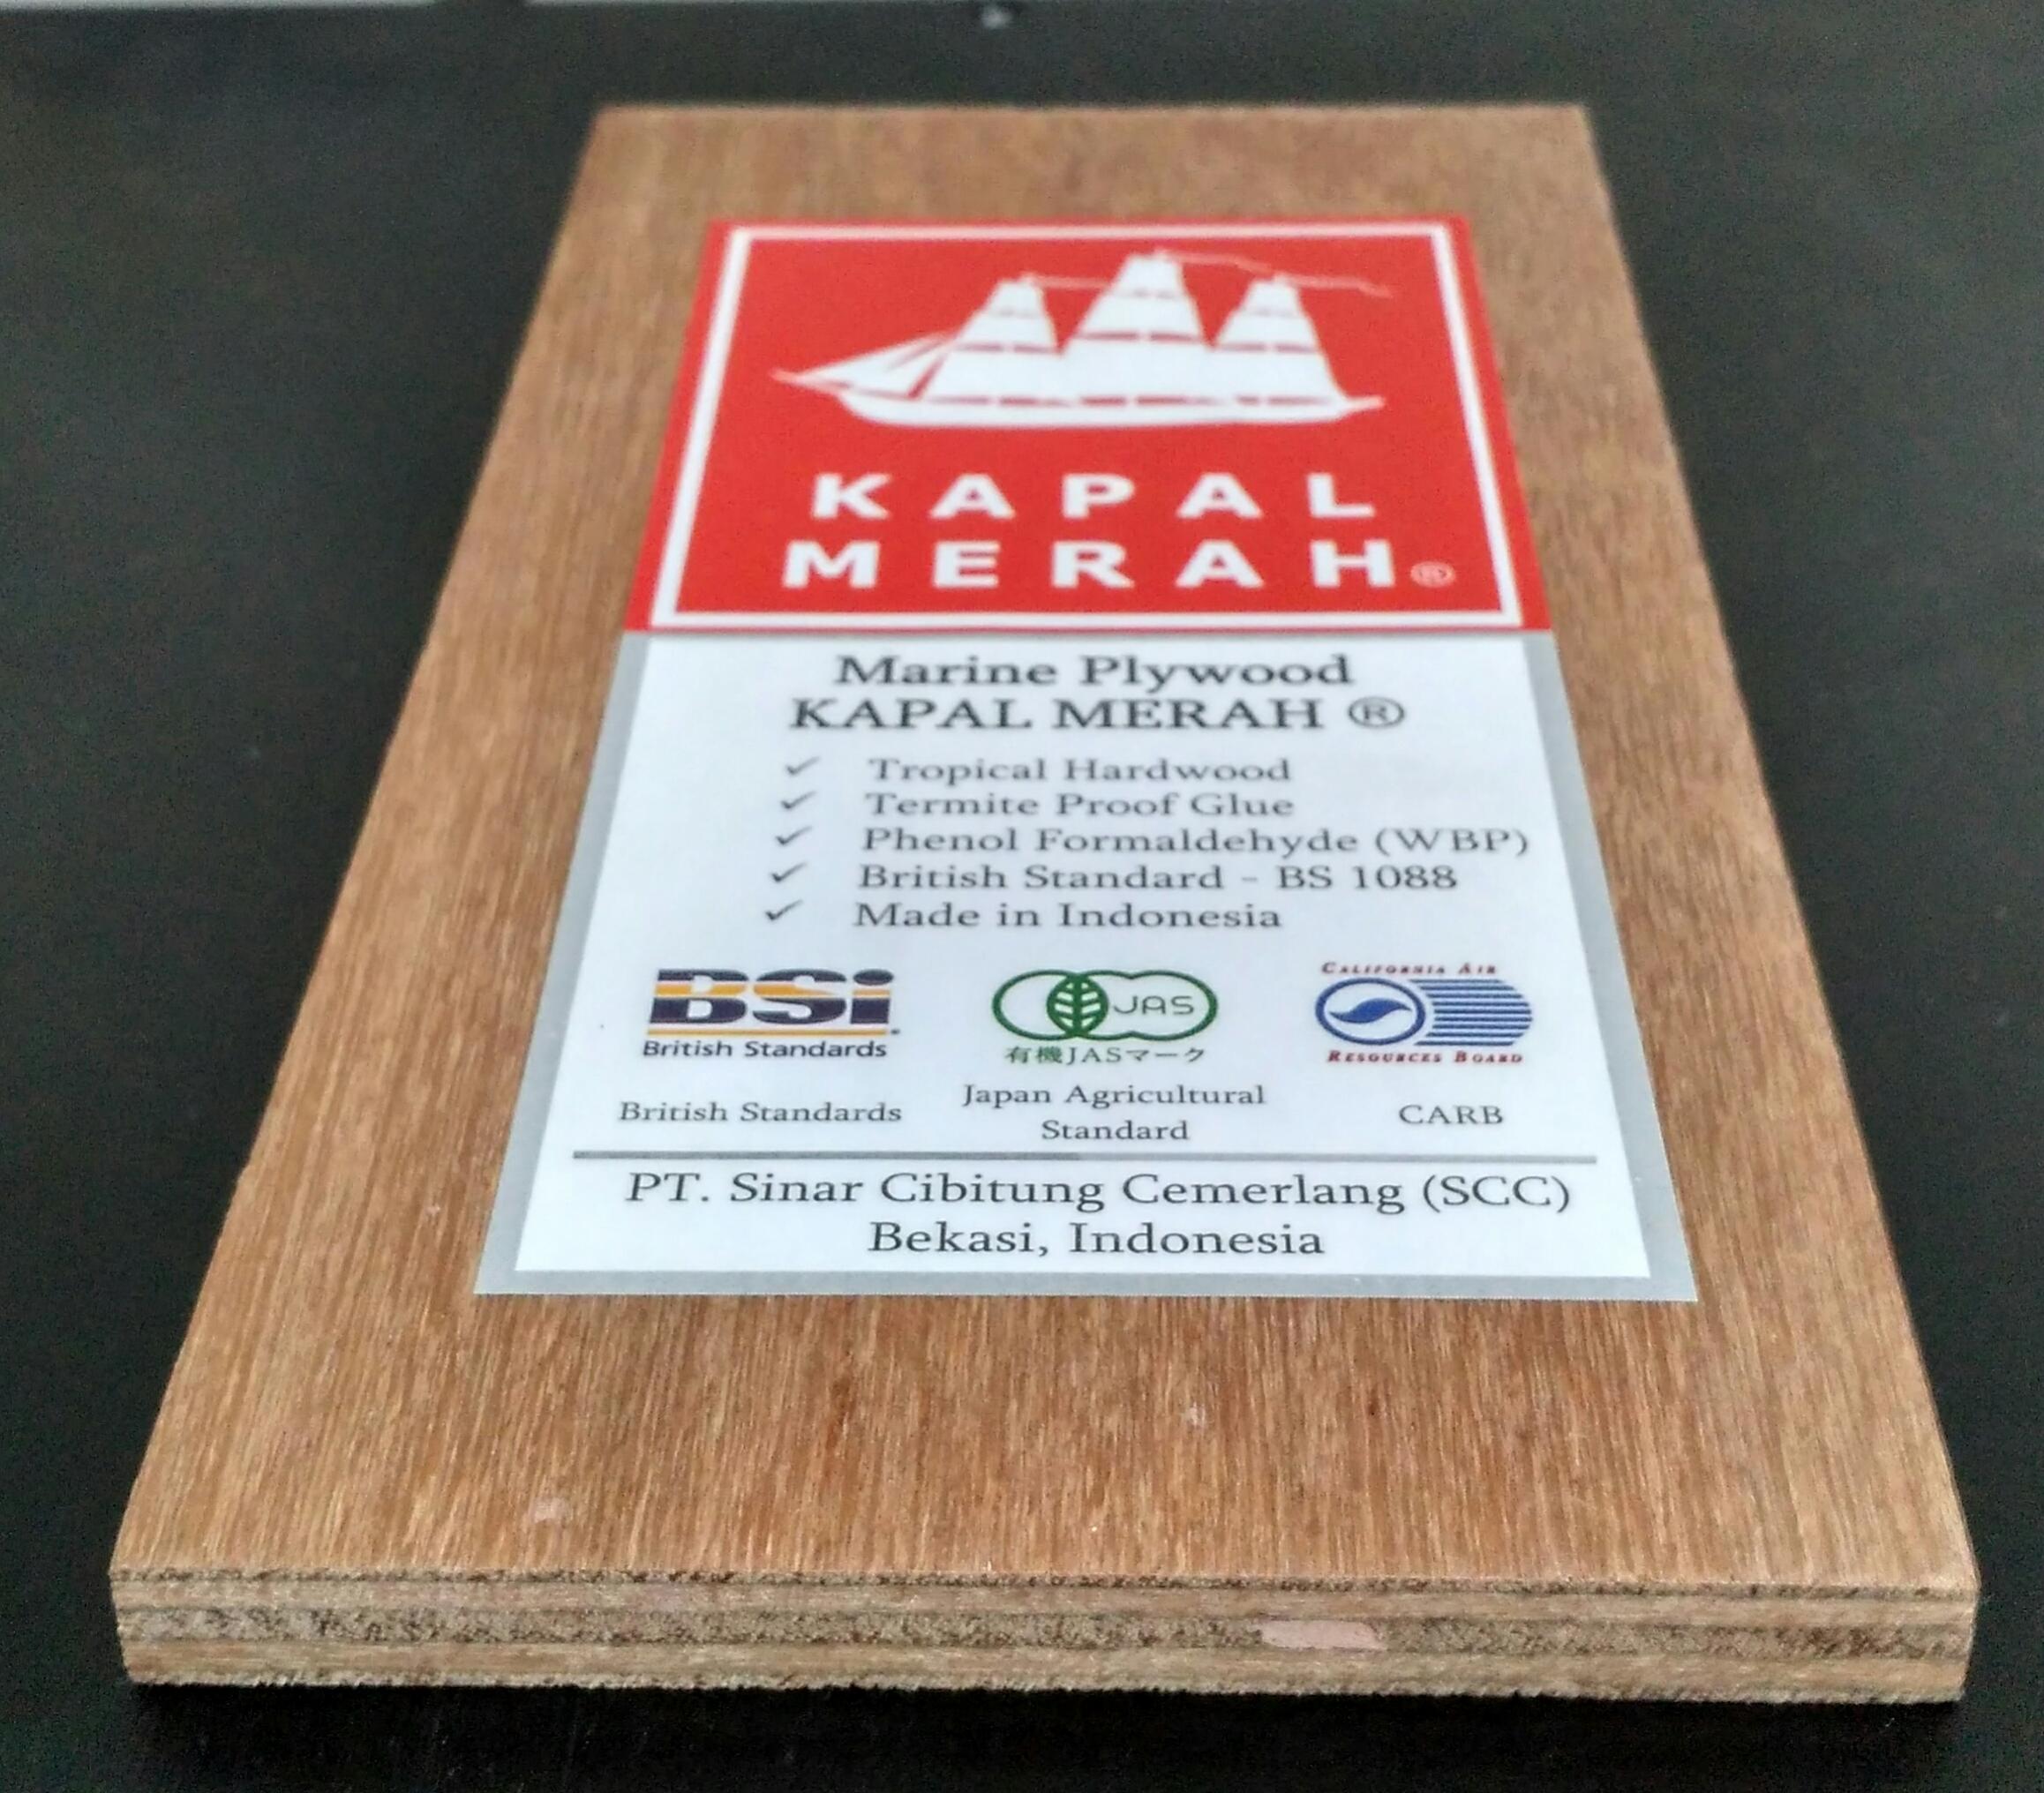 KAPAL
MERAH®
Marine Plywood
KAPAL MERAH ®
✓ Tropical Hardwood
✓ Termite Proof Glue
✓ Phenol Formaldehyde (WBP)
✓ British Standard - BS 1088
✓ Made in Indonesia
BSi
British Standards
British Standards
JAS
有機JASマーク
Japan Agricultural
Standard
CALIFORNIA AIR
RESOURCES BOARD
CARB
PT. Sinar Cibitung Cemerlang (SCC)
Bekasi, Indonesia